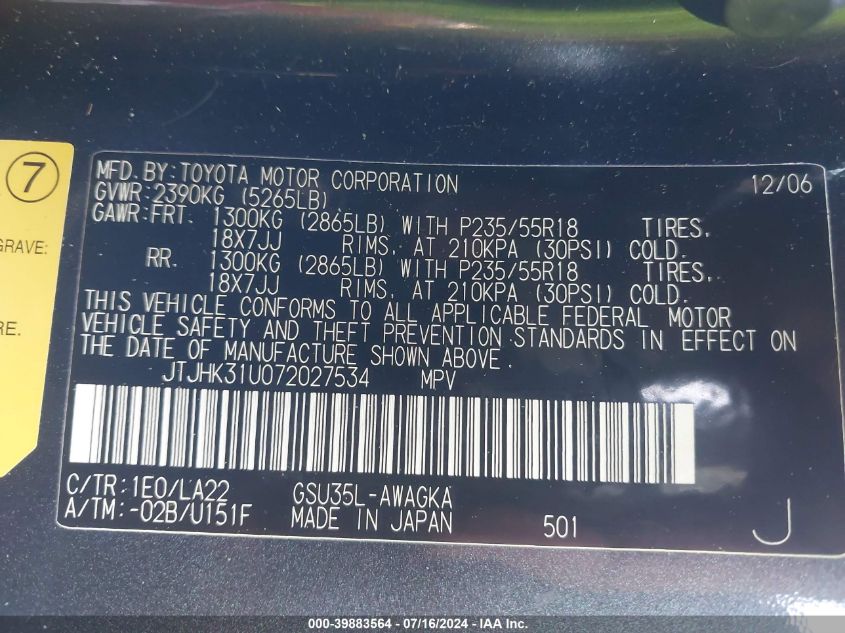 7
GRAVE:
RE.
MFD. BY: TOYOTA MOTOR CORPORATION 12/06
GVWR: 2390KG (5265LB)
GAWR: FRT. 1300KG (2865LB) WITH P235/55R18 TIRES,
18X7JJ RIMS, AT 210KPA (30PSI) COLD.
RR. 1300KG (2865LB) WITH P235/55R18 TIRES,
18X7JJ RIMS, AT 210KPA (30PSI) COLD.
THIS VEHICLE CONFORMS TO ALL APPLICABLE FEDERAL MOTOR
VEHICLE SAFETY AND THEFT PREVENTION STANDARDS IN EFFECT ON
THE DATE OF MANUFACTURE SHOWN ABOVE.
JTJHK31U072027534 MPV
C/TR: 1E0/LA22 GSU35L-AWAGKA
A/TM: -02B/U151F MADE IN JAPAN 501 J
000-39883564 / 07/16/2024 / IAA Inc.